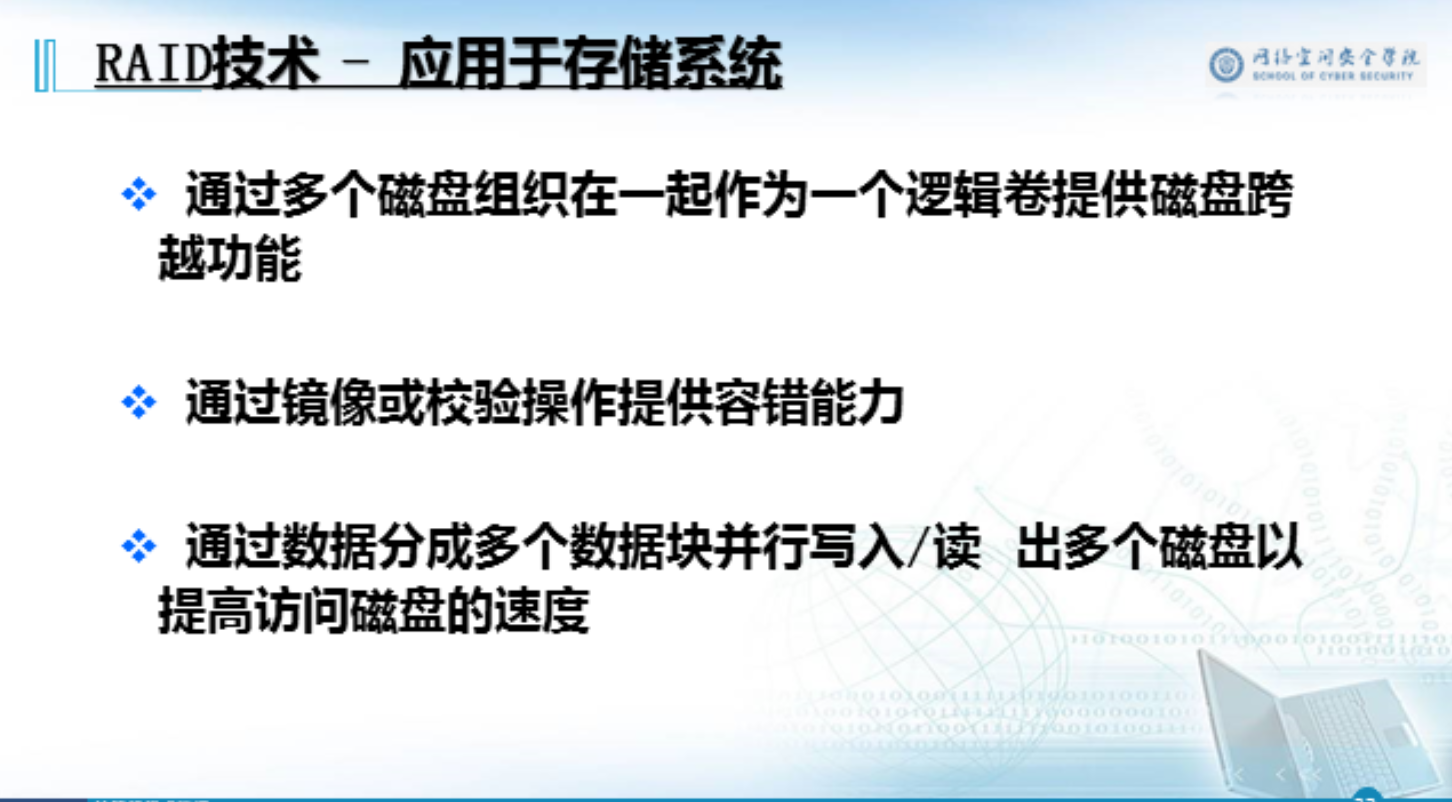 RAID技术 - 应用于存储系统
网络空间安全学院
SCHOOL OF CYBER SECURITY
通过多个磁盘组织在一起作为一个逻辑卷提供磁盘跨
越功能
通过镜像或校验操作提供容错能力
通过数据分成多个数据块并行写入/读 出多个磁盘以
提高访问磁盘的速度